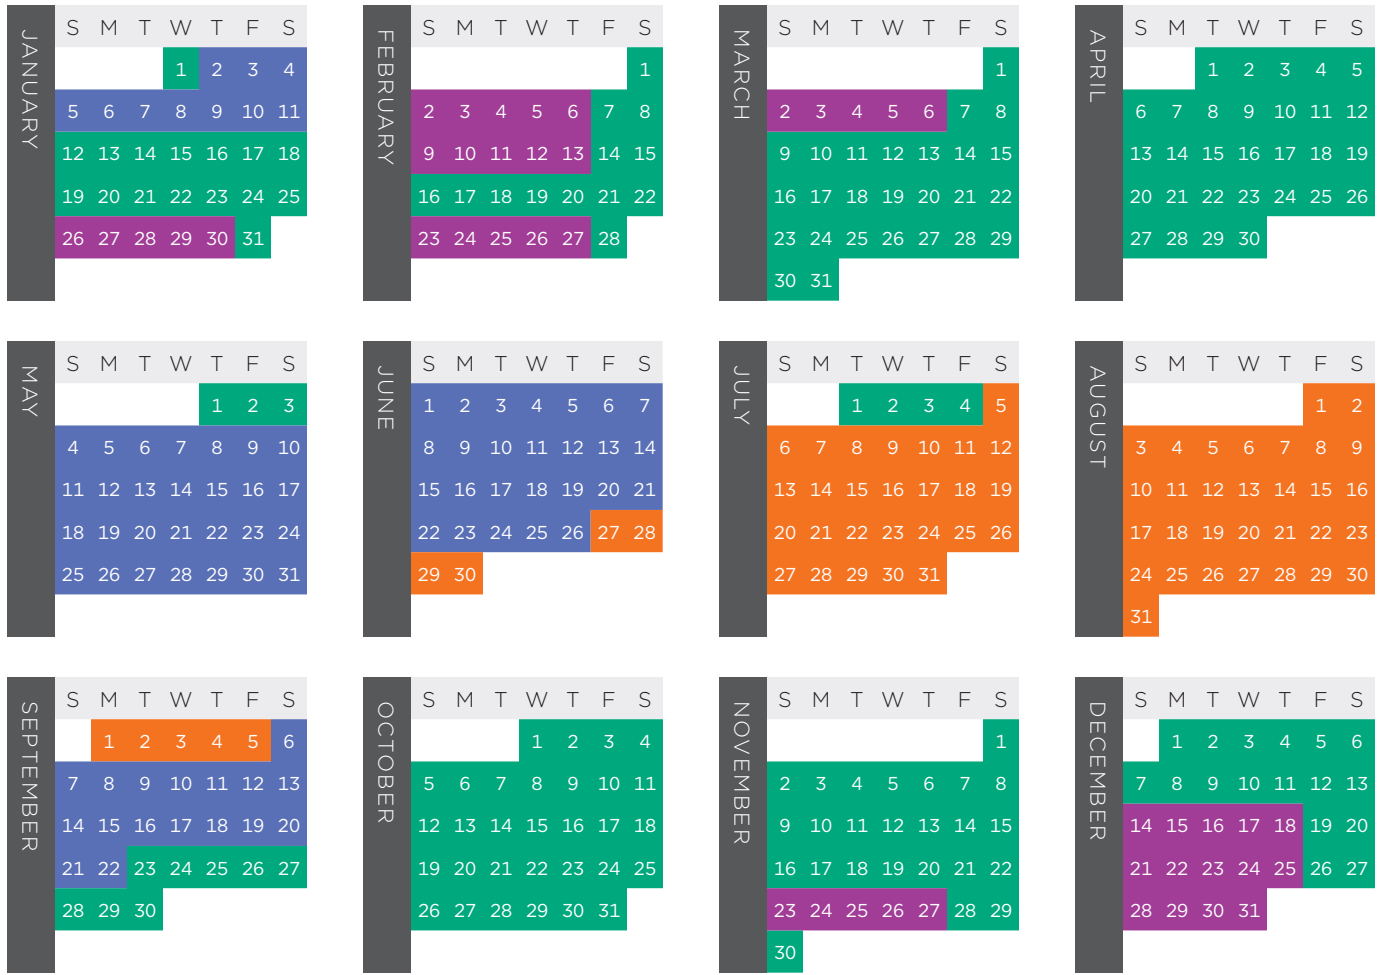 JANUARY
S M T W T F S
1 2 3 4
5 6 7 8 9 10 11
12 13 14 15 16 17 18
19 20 21 22 23 24 25
26 27 28 29 30 31
FEBRUARY
S M T W T F S
1
2 3 4 5 6 7 8
9 10 11 12 13 14 15
16 17 18 19 20 21 22
23 24 25 26 27 28
MARCH
S M T W T F S
1
2 3 4 5 6 7 8
9 10 11 12 13 14 15
16 17 18 19 20 21 22
23 24 25 26 27 28 29
30 31
APRIL
S M T W T F S
1 2 3 4 5
6 7 8 9 10 11 12
13 14 15 16 17 18 19
20 21 22 23 24 25 26
27 28 29 30
MAY
S M T W T F S
1 2 3
4 5 6 7 8 9 10
11 12 13 14 15 16 17
18 19 20 21 22 23 24
25 26 27 28 29 30 31
JUNE
S M T W T F S
1 2 3 4 5 6 7
8 9 10 11 12 13 14
15 16 17 18 19 20 21
22 23 24 25 26 27 28
29 30
JULY
S M T W T F S
1 2 3 4 5
6 7 8 9 10 11 12
13 14 15 16 17 18 19
20 21 22 23 24 25 26
27 28 29 30 31
AUGUST
S M T W T F S
1 2
3 4 5 6 7 8 9
10 11 12 13 14 15 16
17 18 19 20 21 22 23
24 25 26 27 28 29 30
31
SEPTEMBER
S M T W T F S
1 2 3 4 5 6
7 8 9 10 11 12 13
14 15 16 17 18 19 20
21 22 23 24 25 26 27
28 29 30
OCTOBER
S M T W T F S
1 2 3 4
5 6 7 8 9 10 11
12 13 14 15 16 17 18
19 20 21 22 23 24 25
26 27 28 29 30 31
NOVEMBER
S M T W T F S
1
2 3 4 5 6 7 8
9 10 11 12 13 14 15
16 17 18 19 20 21 22
23 24 25 26 27 28 29
30
DECEMBER
S M T W T F S
1 2 3 4 5 6
7 8 9 10 11 12 13
14 15 16 17 18 19 20
21 22 23 24 25 26 27
28 29 30 31